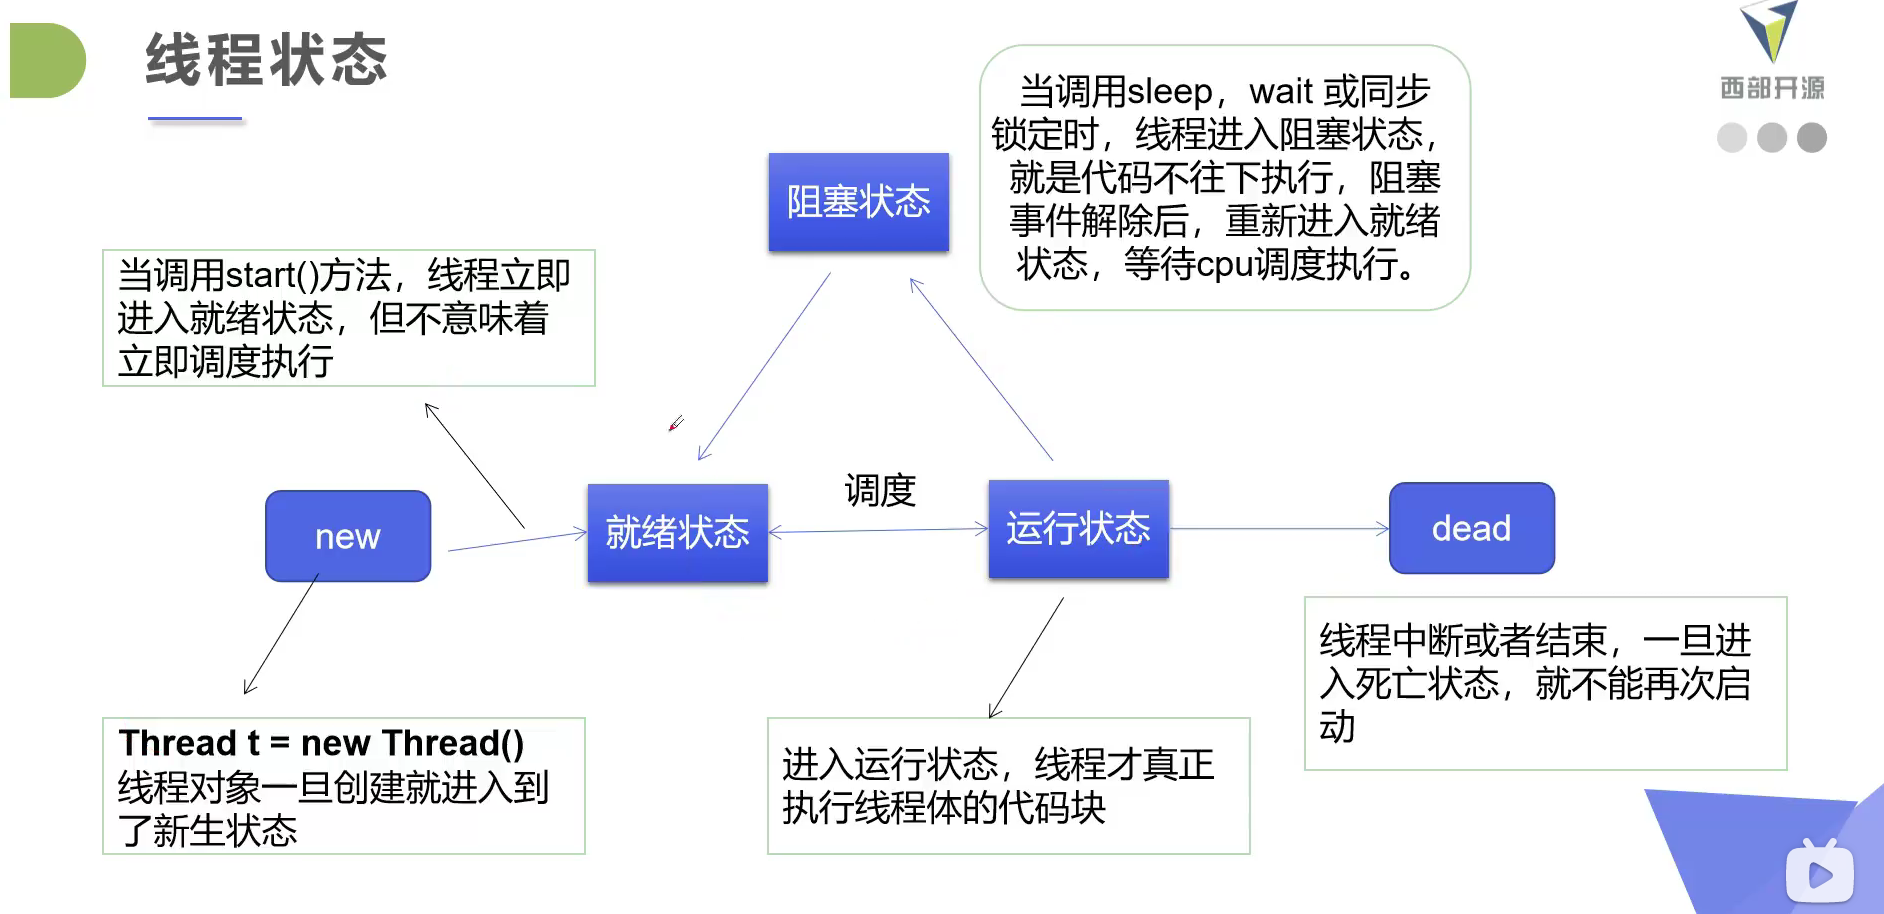 线程状态
西部开源
当调用sleep，wait 或同步
锁定时，线程进入阻塞状态，
就是代码不往下执行，阻塞
事件解除后，重新进入就绪
状态，等待cpu调度执行。
阻塞状态
当调用start()方法，线程立即
进入就绪状态，但不意味着
立即调度执行
调度
new
就绪状态
运行状态
dead
线程中断或者结束，一旦进
入死亡状态，就不能再次启
动
Thread t = new Thread()
线程对象一旦创建就进入到
了新生状态
进入运行状态，线程才真正
执行线程体的代码块